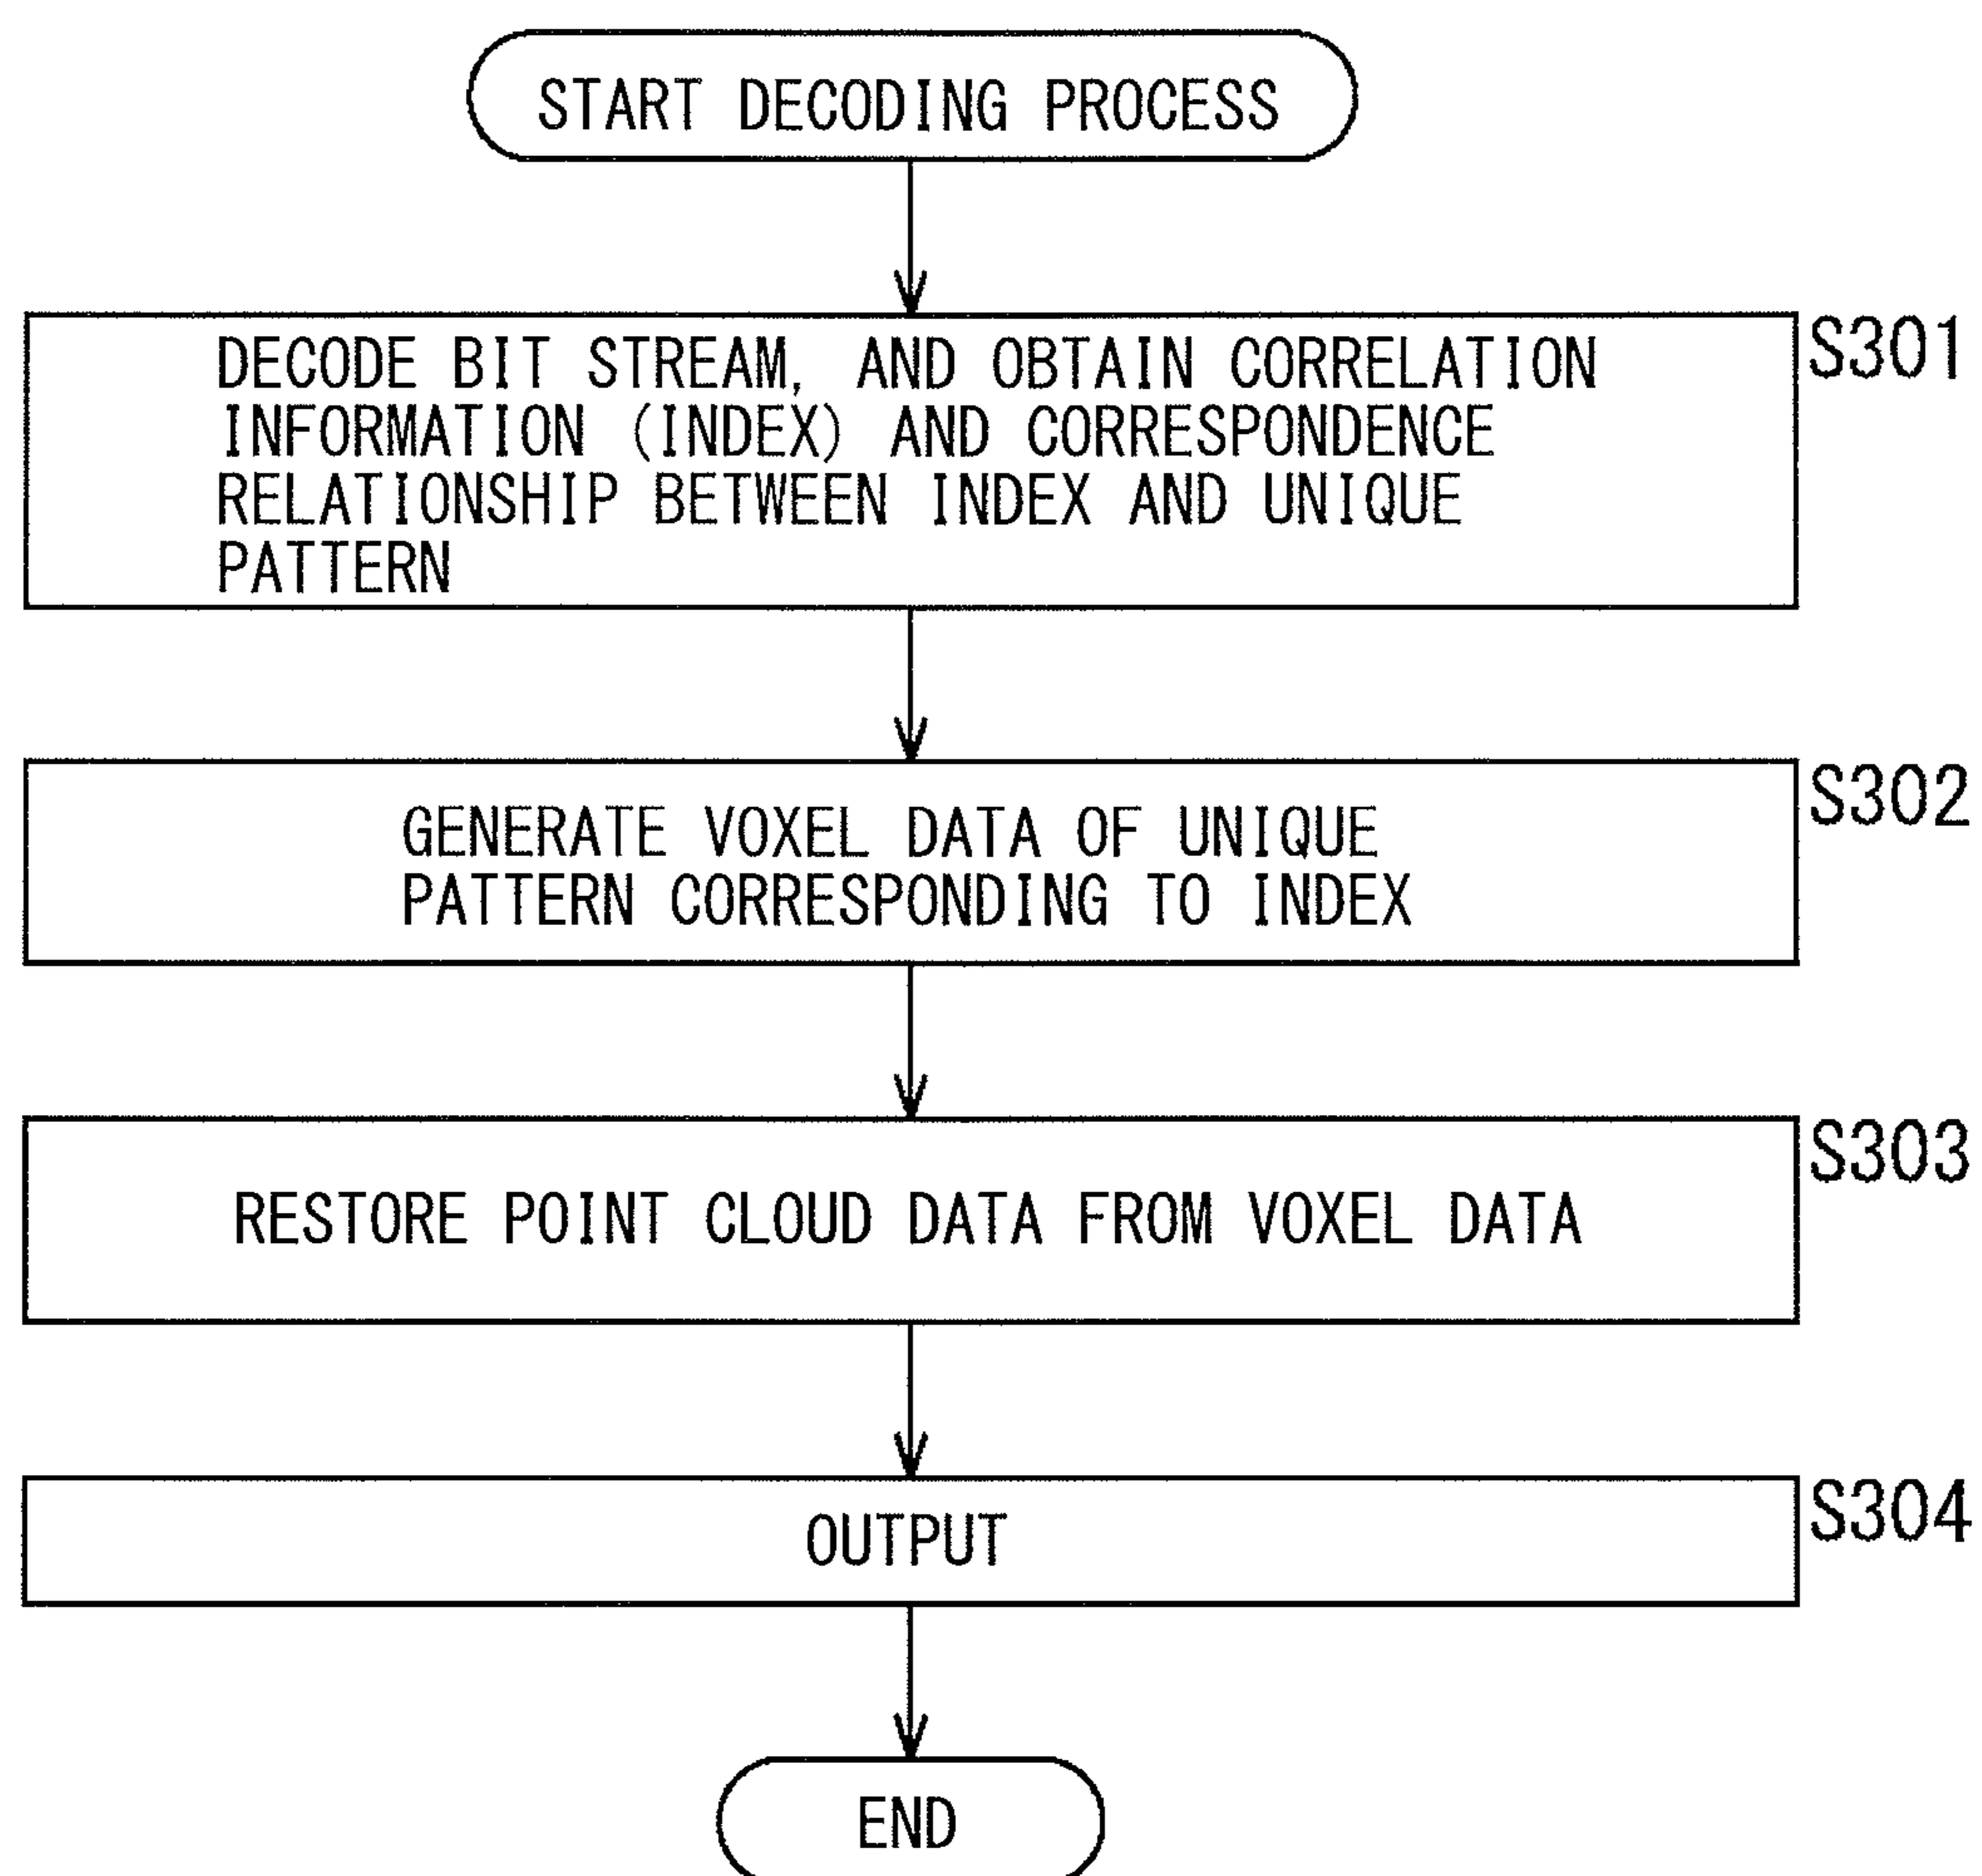 START DECODING PROCESS
DECODE BIT STREAM, AND OBTAIN CORRELATION
INFORMATION (INDEX) AND CORRESPONDENCE
RELATIONSHIP BETWEEN INDEX AND UNIQUE
PATTERN
S301
GENERATE VOXEL DATA OF UNIQUE
PATTERN CORRESPONDING TO INDEX
S302
RESTORE POINT CLOUD DATA FROM VOXEL DATA
S303
OUTPUT
S304
END